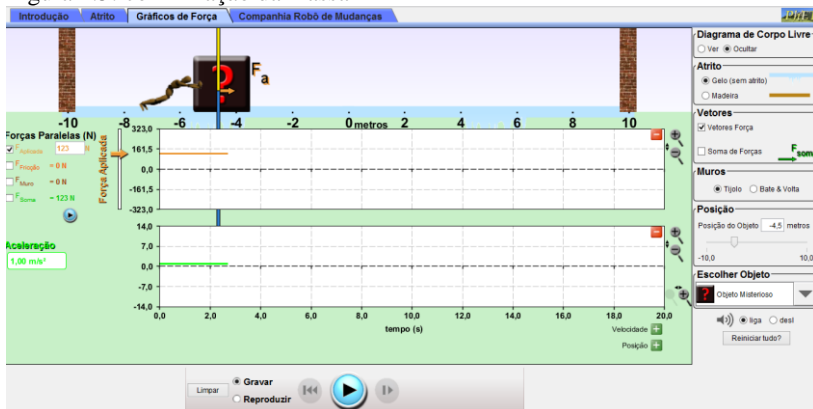 Introdução Atrito Gráficos de Força Companhia Robô de Mudanças
Fa
-10 -8 -6 -4 -2 0 metros 2 4 6 8 10
Forças Paralelas (N)
F Aplicada 123 N
F Fricção = 0 N
F Muro = 0 N
F Soma = 123 N
Força Aplicada
323,0
161,5
0,0
-161,5
-323,0
Aceleração
1,00 m/s²
14,0
7,0
0,0
-7,0
-14,0
0,0 2,0 4,0 6,0 8,0 10,0 12,0 14,0 16,0 18,0 20,0
tempo (s)
Velocidade
Posição
Limpar
Gravar
Reproduzir
Diagrama de Corpo Livre
Ver Ocultar
Atrito
Gelo (sem atrito)
Madeira
Vetores
Vetores Força
Soma de Forças F som
Muros
Tijolo Bate & Volta
Posição
Posição do Objeto -4,5 metros
-10,0 10,0
Escolher Objeto
? Objeto Misterioso
liga desl
Reiniciar tudo?